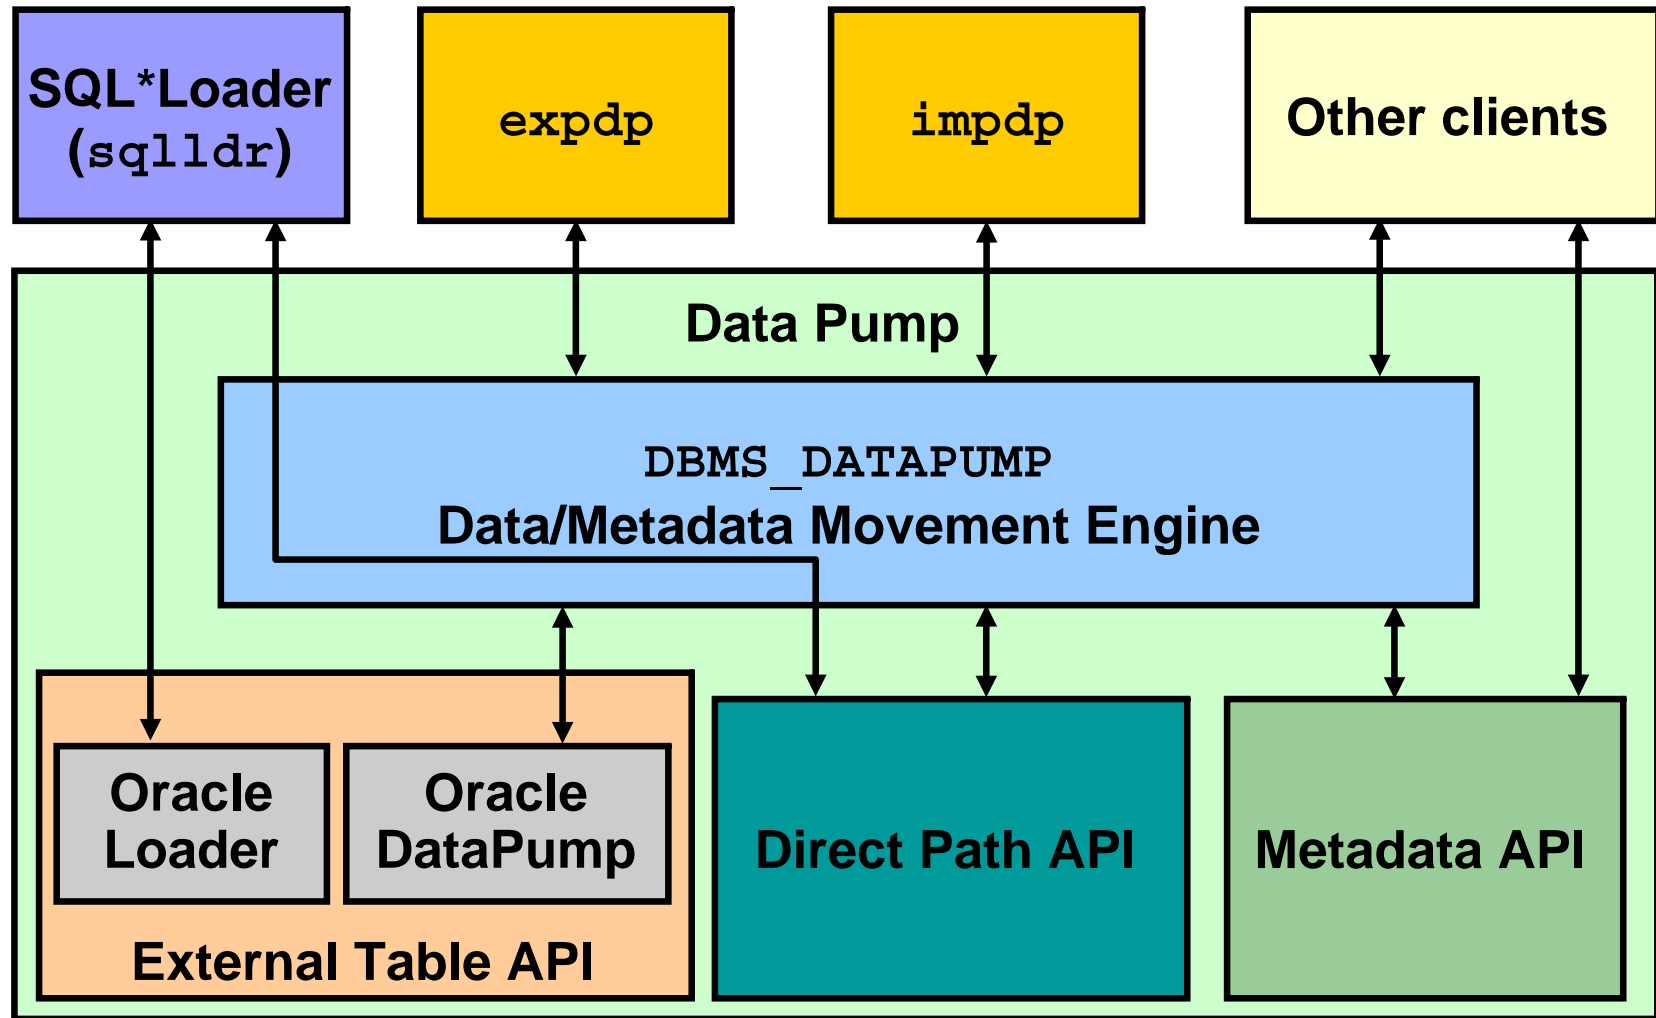 SQL*Loader
(sqlldr)
expdp
impdp
Other clients
Data Pump
DBMS_DATAPUMP
Data/Metadata Movement Engine
Oracle
Loader
Oracle
DataPump
External Table API
Direct Path API
Metadata API